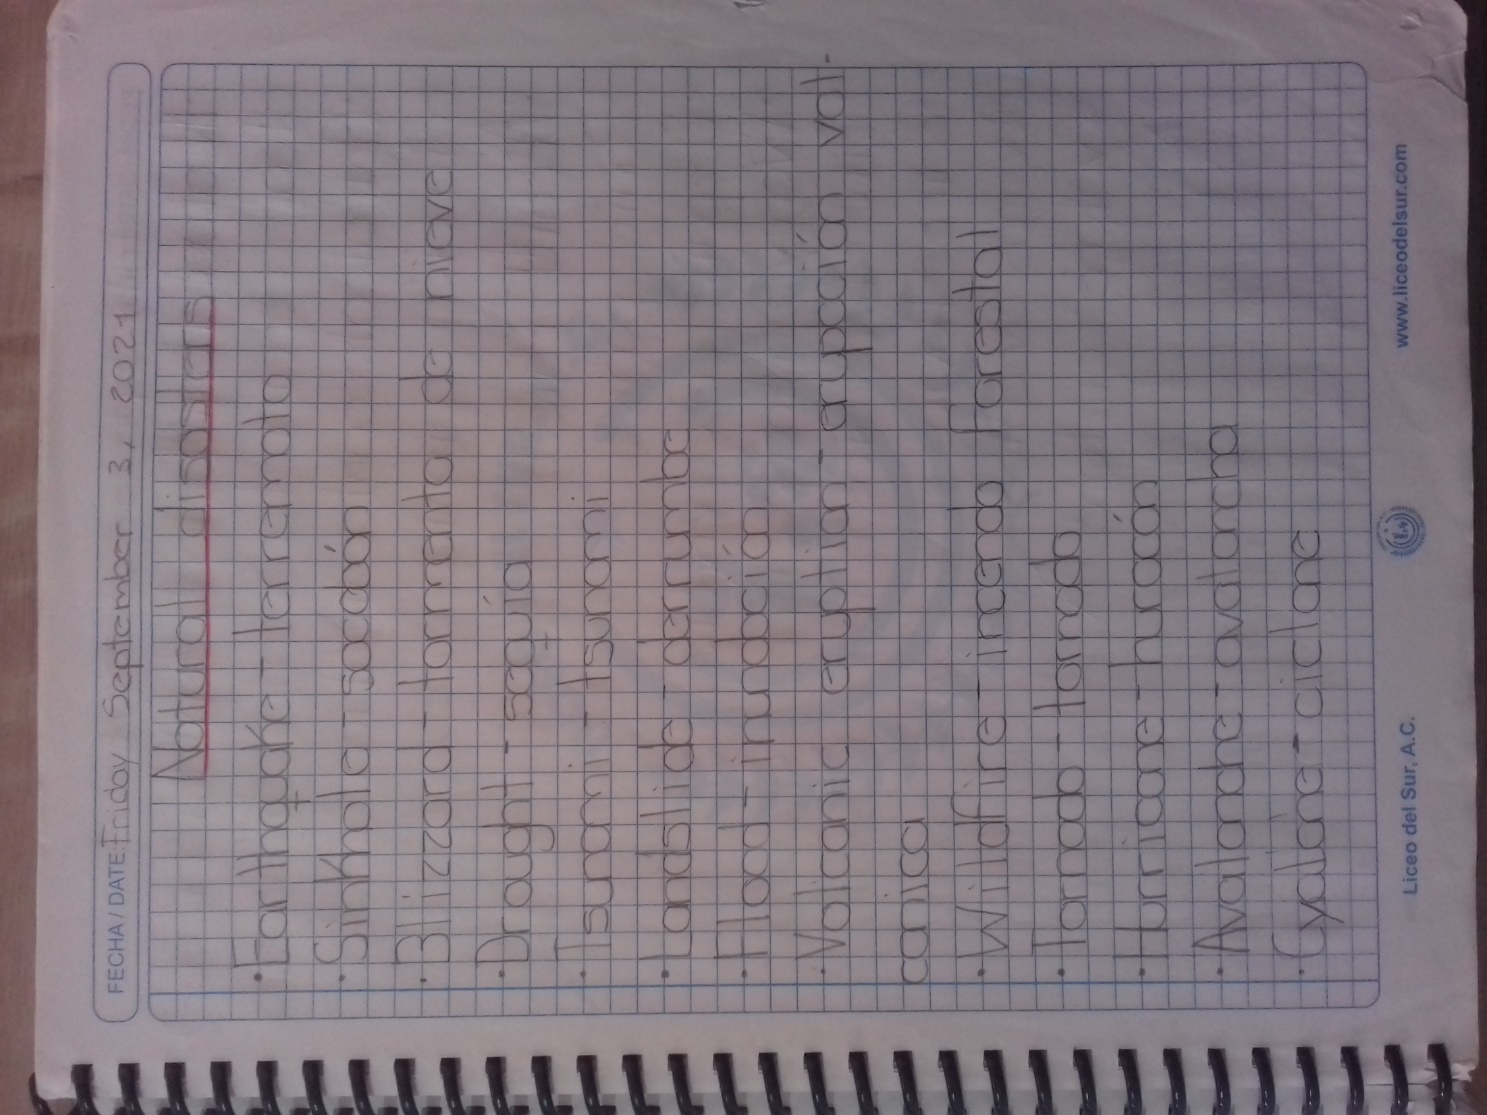 FECHA / DATE: Friday September 3, 2021
Natural disasters
• Earthquake - terremoto
• Sinkhole - socabón
• Blizzard - tormenta de nieve
• Drought - sequía
• Tsunami - tsunami
• Landslide - derrumbe
• Flood - inundación
• Volcanic eruption - erupción vol-
canica
• Wildfire - incendo forestal
• Tornado - tornado
• Hurricane - huracán
• Avalanche - avalancha
• Cyclone - ciclone
Liceo del Sur, A.C. www.liceodelsur.com